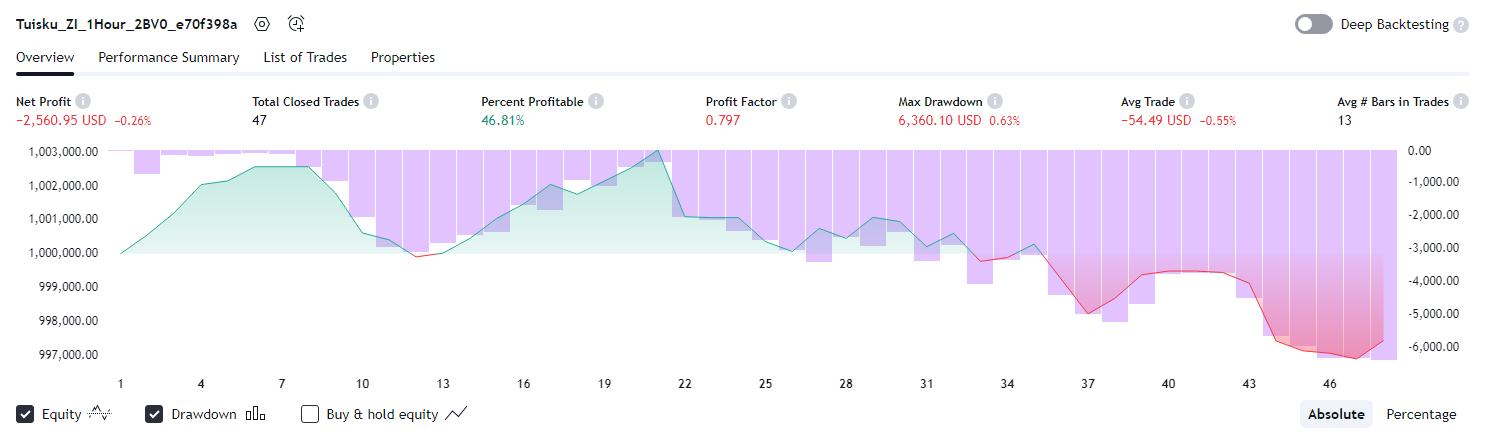 Tuisku_ZI_1Hour_2BV0_e70f398a
Deep Backtesting
Overview Performance Summary List of Trades Properties
Net Profit Total Closed Trades Percent Profitable Profit Factor Max Drawdown Avg Trade Avg # Bars in Trades
−2,560.95 USD −0.26% 47 46.81% 0.797 6,360.10 USD 0.63% −54.49 USD −0.55% 13
1,003,000.00 0.00
1,002,000.00 -1,000.00
1,001,000.00 -2,000.00
1,000,000.00 -3,000.00
999,000.00 -4,000.00
998,000.00 -5,000.00
997,000.00 -6,000.00
1 4 7 10 13 16 19 22 25 28 31 34 37 40 43 46
Equity Drawdown Buy & hold equity Absolute Percentage